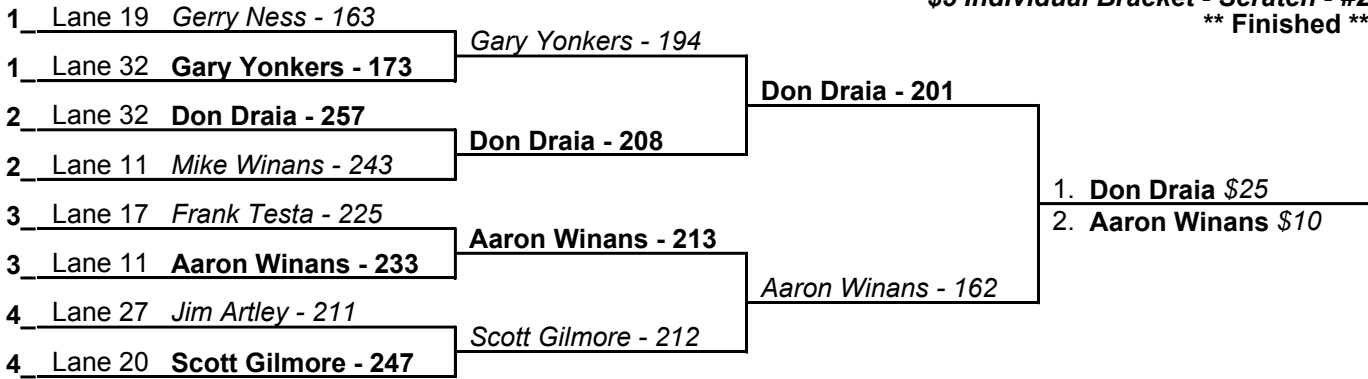 Individual Bracket - Scratch -
** Finished **
1_ Lane 19 Gerry Ness - 163
1_ Lane 32 Gary Yonkers - 173
2_ Lane 32 Don Draia - 257
2_ Lane 11 Mike Winans - 243
3_ Lane 17 Frank Testa - 225
3_ Lane 11 Aaron Winans - 233
4_ Lane 27 Jim Artley - 211
4_ Lane 20 Scott Gilmore - 247
Gary Yonkers - 194
Don Draia - 208
Aaron Winans - 213
Scott Gilmore - 212
Don Draia - 201
Aaron Winans - 162
1. Don Draia $25
2. Aaron Winans $10